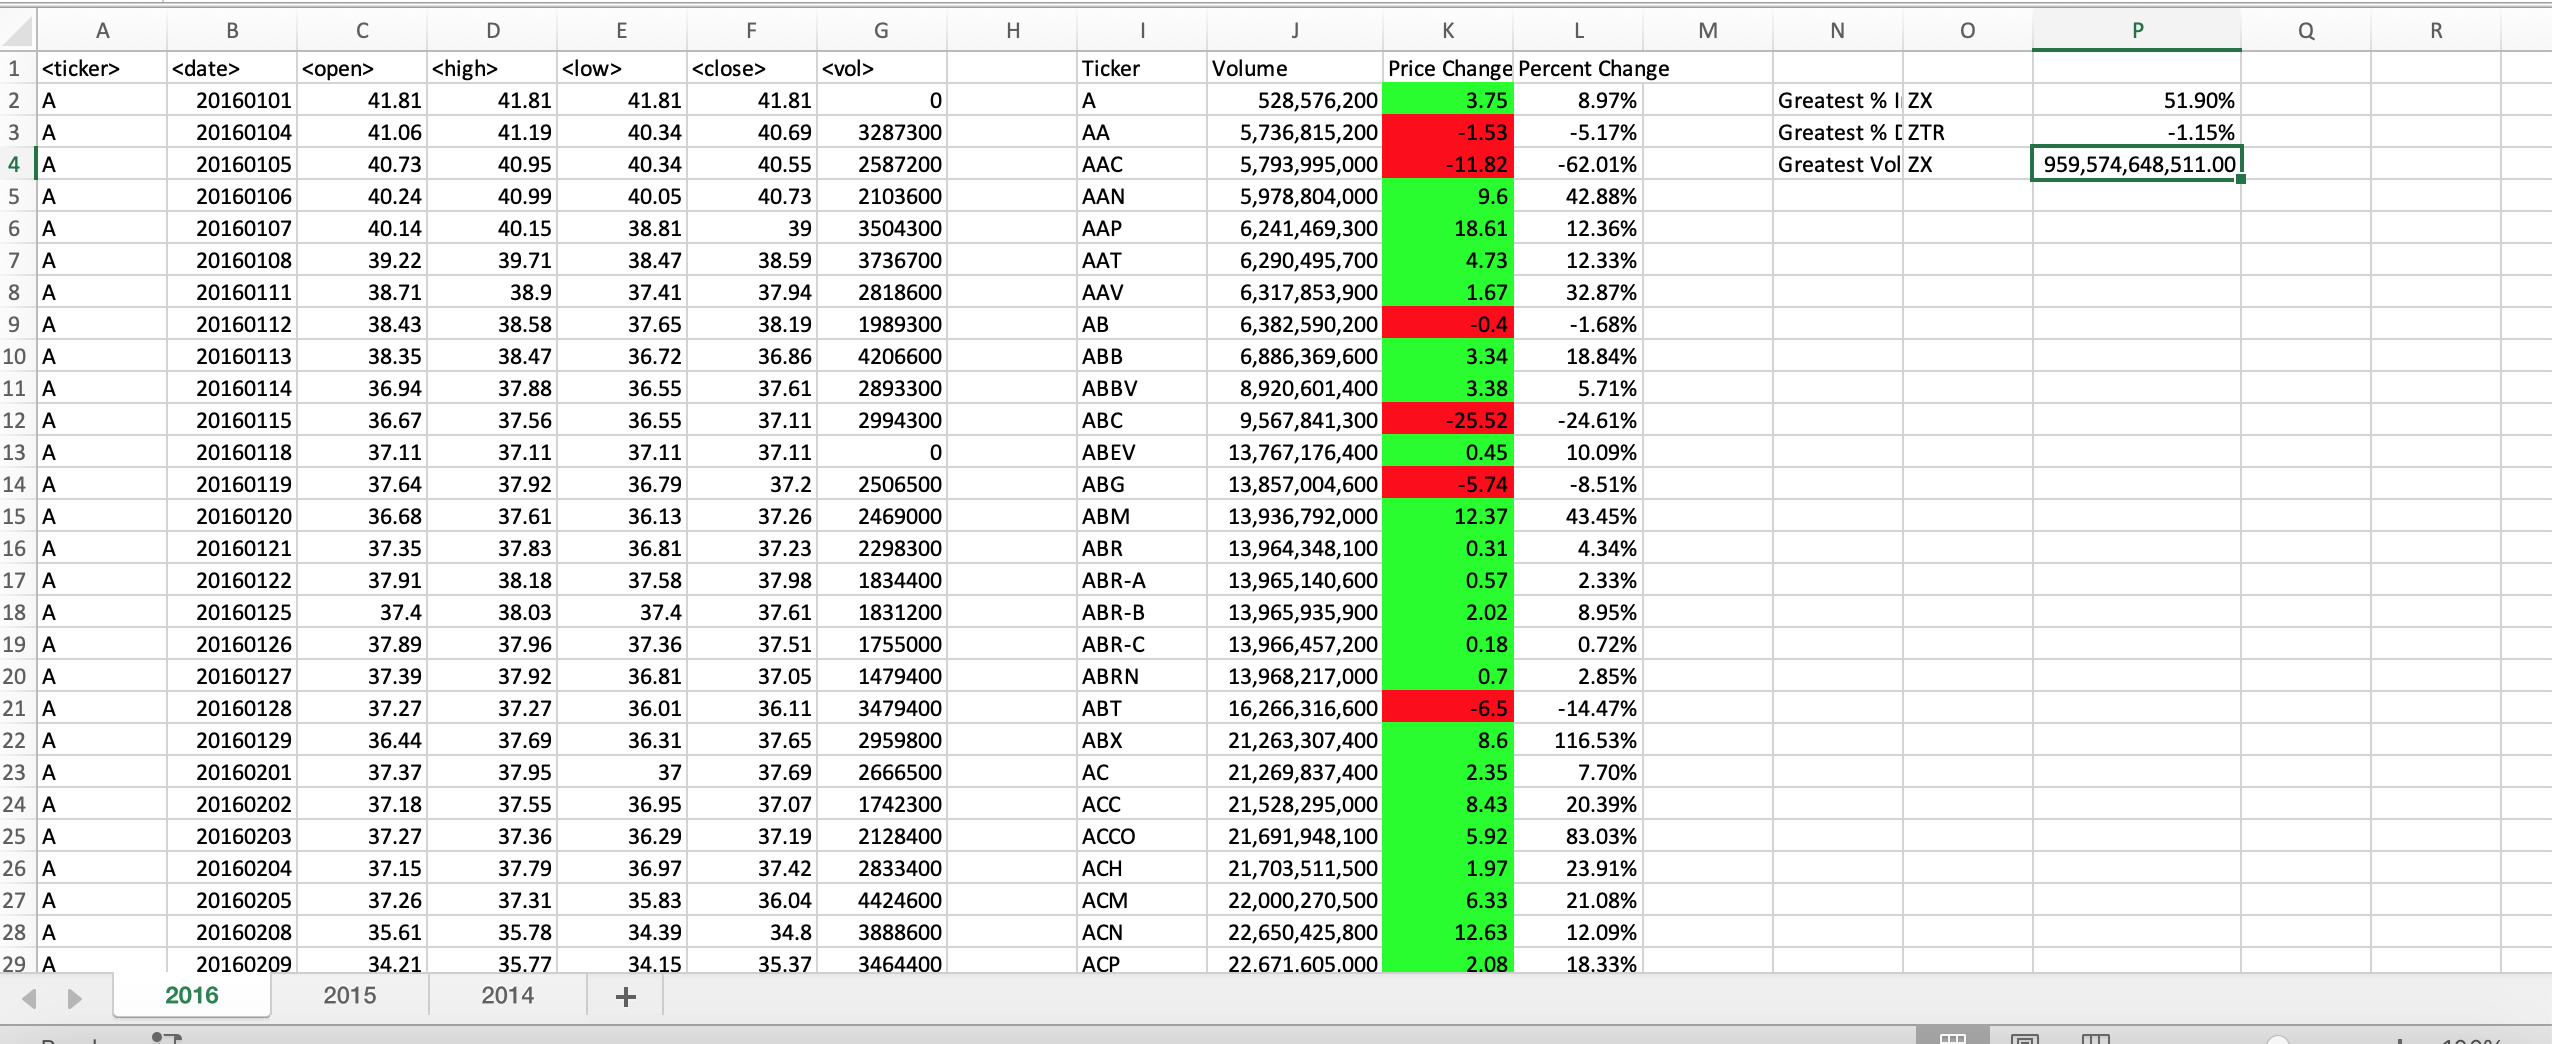 A B C D E F G H I J K L M N O P Q R
1 <ticker> <date> <open> <high> <low> <close> <vol> Ticker Volume Price Change Percent Change
2 A 20160101 41.81 41.81 41.81 41.81 0 A 528,576,200 3.75 8.97% Greatest % I ZX 51.90%
3 A 20160104 41.06 41.19 40.34 40.69 3287300 AA 5,736,815,200 -1.53 -5.17% Greatest % D ZTR -1.15%
4 A 20160105 40.73 40.95 40.34 40.55 2587200 AAC 5,793,995,000 -11.82 -62.01% Greatest Vol ZX 959,574,648,511.00
5 A 20160106 40.24 40.99 40.05 40.73 2103600 AAN 5,978,804,000 9.6 42.88%
6 A 20160107 40.14 40.15 38.81 39 3504300 AAP 6,241,469,300 18.61 12.36%
7 A 20160108 39.22 39.71 38.47 38.59 3736700 AAT 6,290,495,700 4.73 12.33%
8 A 20160111 38.71 38.9 37.41 37.94 2818600 AAV 6,317,853,900 1.67 32.87%
9 A 20160112 38.43 38.58 37.65 38.19 1989300 AB 6,382,590,200 -0.4 -1.68%
10 A 20160113 38.35 38.47 36.72 36.86 4206600 ABB 6,886,369,600 3.34 18.84%
11 A 20160114 36.94 37.88 36.55 37.61 2893300 ABBV 8,920,601,400 3.38 5.71%
12 A 20160115 36.67 37.56 36.55 37.11 2994300 ABC 9,567,841,300 -25.52 -24.61%
13 A 20160118 37.11 37.11 37.11 37.11 0 ABEV 13,767,176,400 0.45 10.09%
14 A 20160119 37.64 37.92 36.79 37.2 2506500 ABG 13,857,004,600 -5.74 -8.51%
15 A 20160120 36.68 37.61 36.13 37.26 2469000 ABM 13,936,792,000 12.37 43.45%
16 A 20160121 37.35 37.83 36.81 37.23 2298300 ABR 13,964,348,100 0.31 4.34%
17 A 20160122 37.91 38.18 37.58 37.98 1834400 ABR-A 13,965,140,600 0.57 2.33%
18 A 20160125 37.4 38.03 37.4 37.61 1831200 ABR-B 13,965,935,900 2.02 8.95%
19 A 20160126 37.89 37.96 37.36 37.51 1755000 ABR-C 13,966,457,200 0.18 0.72%
20 A 20160127 37.39 37.92 36.81 37.05 1479400 ABRN 13,968,217,000 0.7 2.85%
21 A 20160128 37.27 37.27 36.01 36.11 3479400 ABT 16,266,316,600 -6.5 -14.47%
22 A 20160129 36.44 37.69 36.31 37.65 2959800 ABX 21,263,307,400 8.6 116.53%
23 A 20160201 37.37 37.95 37 37.69 2666500 AC 21,269,837,400 2.35 7.70%
24 A 20160202 37.18 37.55 36.95 37.07 1742300 ACC 21,528,295,000 8.43 20.39%
25 A 20160203 37.27 37.36 36.29 37.19 2128400 ACCO 21,691,948,100 5.92 83.03%
26 A 20160204 37.15 37.79 36.97 37.42 2833400 ACH 21,703,511,500 1.97 23.91%
27 A 20160205 37.26 37.31 35.83 36.04 4424600 ACM 22,000,270,500 6.33 21.08%
28 A 20160208 35.61 35.78 34.39 34.8 3888600 ACN 22,650,425,800 12.63 12.09%
29 A 20160209 34.21 35.77 34.15 35.37 3464400 ACP 22,671,605,000 2.08 18.33%
2016 2015 2014 +